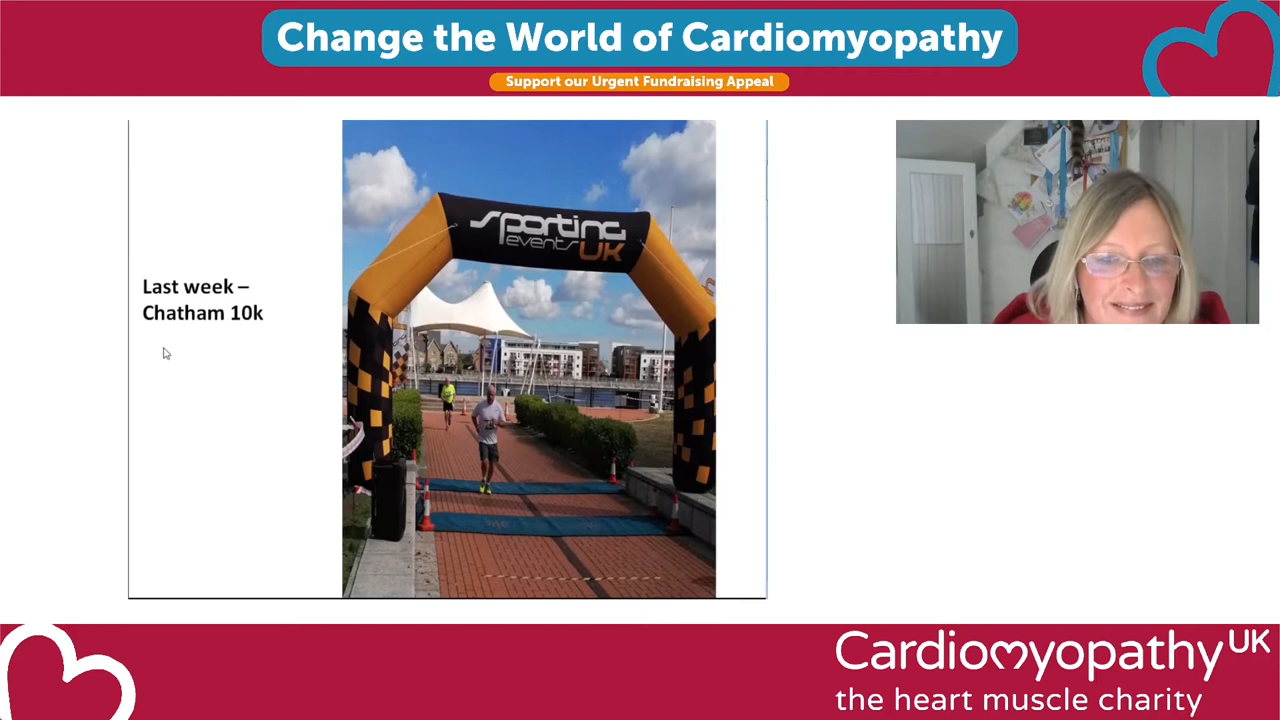 Change the World of Cardiomyopathy
Support our Urgent Fundraising Appeal
sporting
events UK
Last week –
Chatham 10k
Cardiomyopathy UK
the heart muscle charity